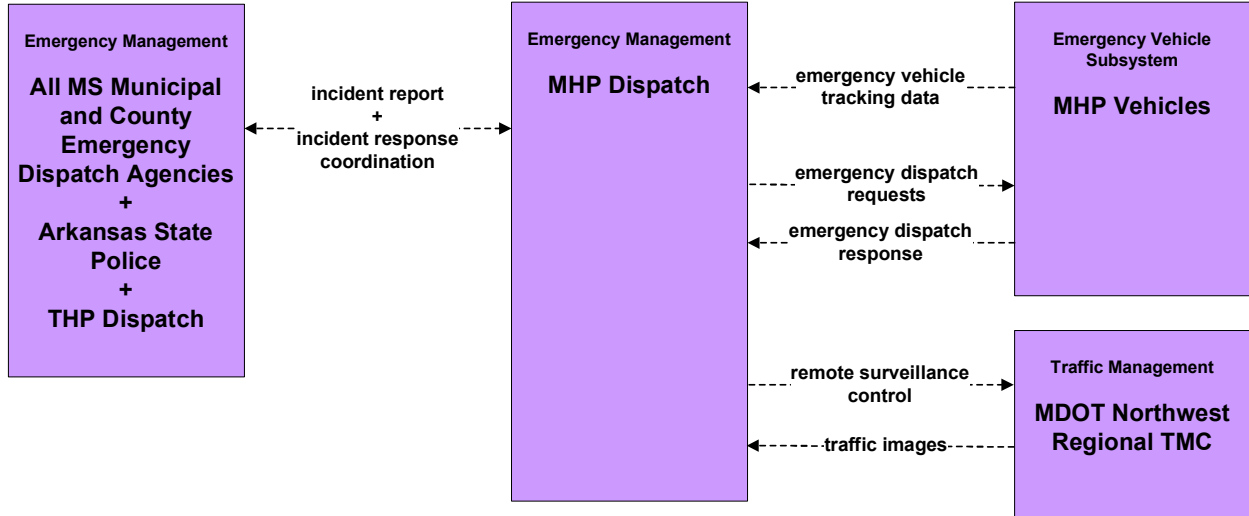 Emergency Management
All MS Municipal
and County
Emergency
Dispatch Agencies
+
Arkansas State
Police
+
THP Dispatch
incident report
+
incident response
coordination
Emergency Management
MHP Dispatch
emergency vehicle
tracking data
emergency dispatch
requests
emergency dispatch
response
remote surveillance
control
traffic images
Emergency Vehicle
Subsystem
MHP Vehicles
Traffic Management
MDOT Northwest
Regional TMC